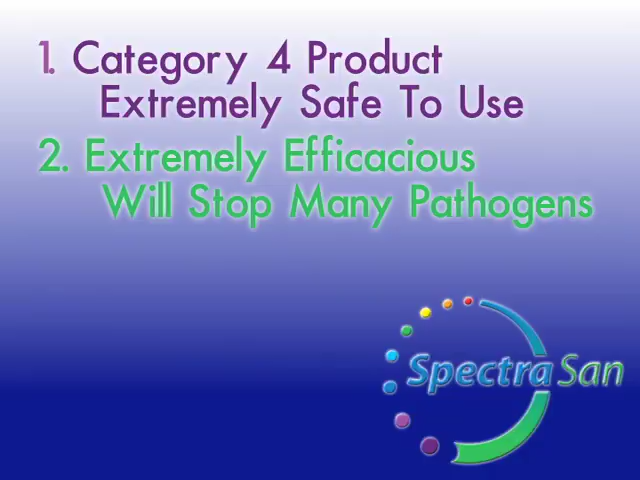 1. Category 4 Product
Extremely Safe To Use
2. Extremely Efficacious
Will Stop Many Pathogens
SpectraSan